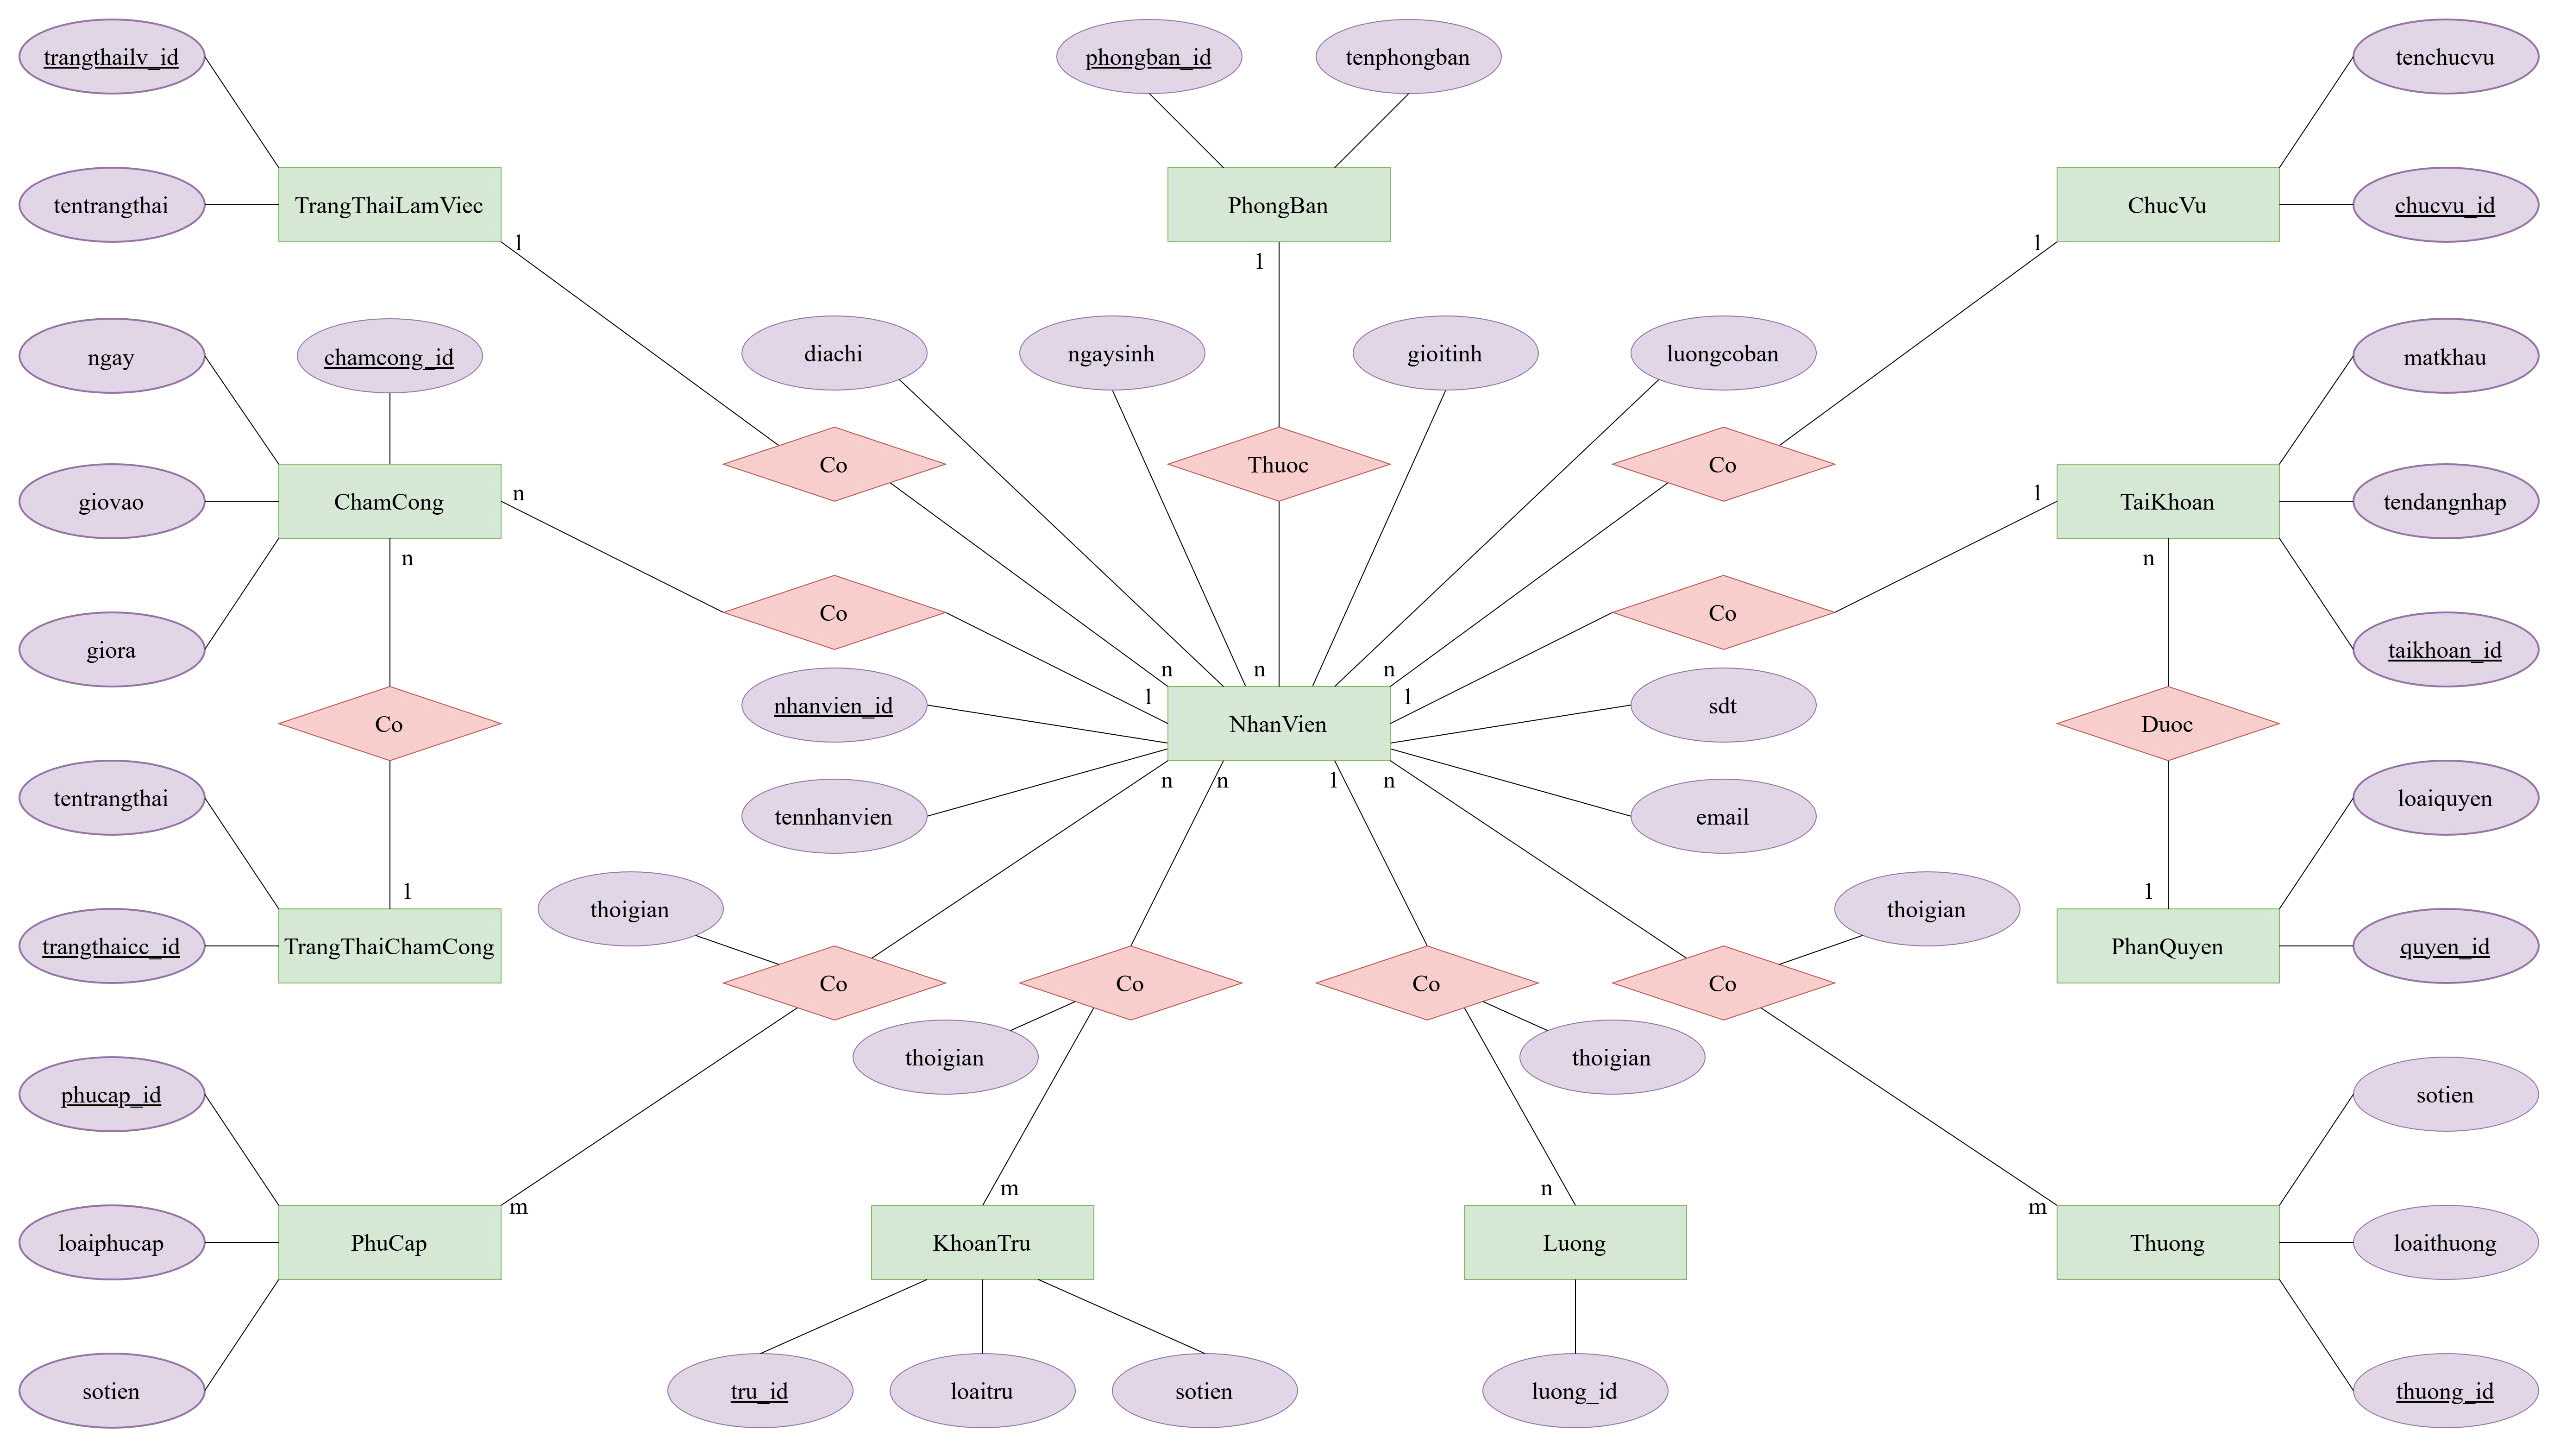 trangthailv_id
phongban_id
tenphongban
tenchucvu
tentrangthai
TrangThaiLamViec
PhongBan
ChucVu
chucvu_id
1
1
1
ngay
chamcong_id
diachi
ngaysinh
gioitinh
luongcoban
matkhau
Co
Thuoc
Co
giovao
ChamCong
n
1
TaiKhoan
tendangnhap
n
n
Co
Co
giora
taikhoan_id
n
n
n
1
1
nhanvien_id
sdt
Co
NhanVien
Duoc
tentrangthai
n
n
1
n
loaiquyen
tennhanvien
email
1
1
thoigian
thoigian
trangthaicc_id
TrangThaiChamCong
PhanQuyen
quyen_id
Co
Co
Co
Co
thoigian
thoigian
phucap_id
sotien
m
m
n
m
loaiphucap
PhuCap
KhoanTru
Luong
Thuong
loaithuong
sotien
tru_id
loaitru
sotien
luong_id
thuong_id